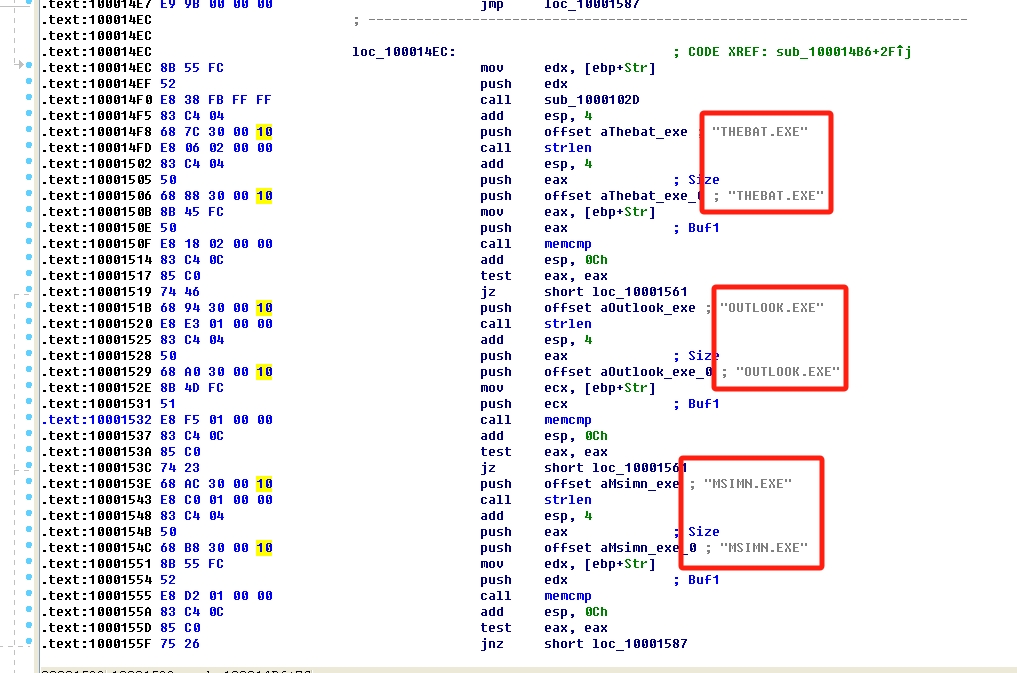 .text:100014E7 E9 9B 00 00 00 jmp loc_10001587
.text:100014EC ; ---------------------------------------------------------------------------
.text:100014EC
.text:100014EC loc_100014EC: ; CODE XREF: sub_100014B6+2F↑j
.text:100014EC 8B 55 FC mov edx, [ebp+Str]
.text:100014EF 52 push edx
.text:100014F0 E8 38 FB FF FF call sub_1000102D
.text:100014F5 83 C4 04 add esp, 4
.text:100014F8 68 7C 30 00 10 push offset aThebat_exe ; "THEBAT.EXE"
.text:100014FD E8 06 02 00 00 call strlen
.text:10001502 83 C4 04 add esp, 4
.text:10001505 50 push eax ; Size
.text:10001506 68 88 30 00 10 push offset aThebat_exe_0 ; "THEBAT.EXE"
.text:1000150B 8B 45 FC mov eax, [ebp+Str]
.text:1000150E 50 push eax ; Buf1
.text:1000150F E8 18 02 00 00 call memcmp
.text:10001514 83 C4 0C add esp, 0Ch
.text:10001517 85 C0 test eax, eax
.text:10001519 74 46 jz short loc_10001561
.text:1000151B 68 94 30 00 10 push offset aOutlook_exe ; "OUTLOOK.EXE"
.text:10001520 E8 E3 01 00 00 call strlen
.text:10001525 83 C4 04 add esp, 4
.text:10001528 50 push eax ; Size
.text:10001529 68 A0 30 00 10 push offset aOutlook_exe_0 ; "OUTLOOK.EXE"
.text:1000152E 8B 4D FC mov ecx, [ebp+Str]
.text:10001531 51 push ecx ; Buf1
.text:10001532 E8 F5 01 00 00 call memcmp
.text:10001537 83 C4 0C add esp, 0Ch
.text:1000153A 85 C0 test eax, eax
.text:1000153C 74 23 jz short loc_10001561
.text:1000153E 68 AC 30 00 10 push offset aMsimn_exe ; "MSIMN.EXE"
.text:10001543 E8 C0 01 00 00 call strlen
.text:10001548 83 C4 04 add esp, 4
.text:1000154B 50 push eax ; Size
.text:1000154C 68 B8 30 00 10 push offset aMsimn_exe_0 ; "MSIMN.EXE"
.text:10001551 8B 55 FC mov edx, [ebp+Str]
.text:10001554 52 push edx ; Buf1
.text:10001555 E8 D2 01 00 00 call memcmp
.text:1000155A 83 C4 0C add esp, 0Ch
.text:1000155D 85 C0 test eax, eax
.text:1000155F 75 26 jnz short loc_10001587